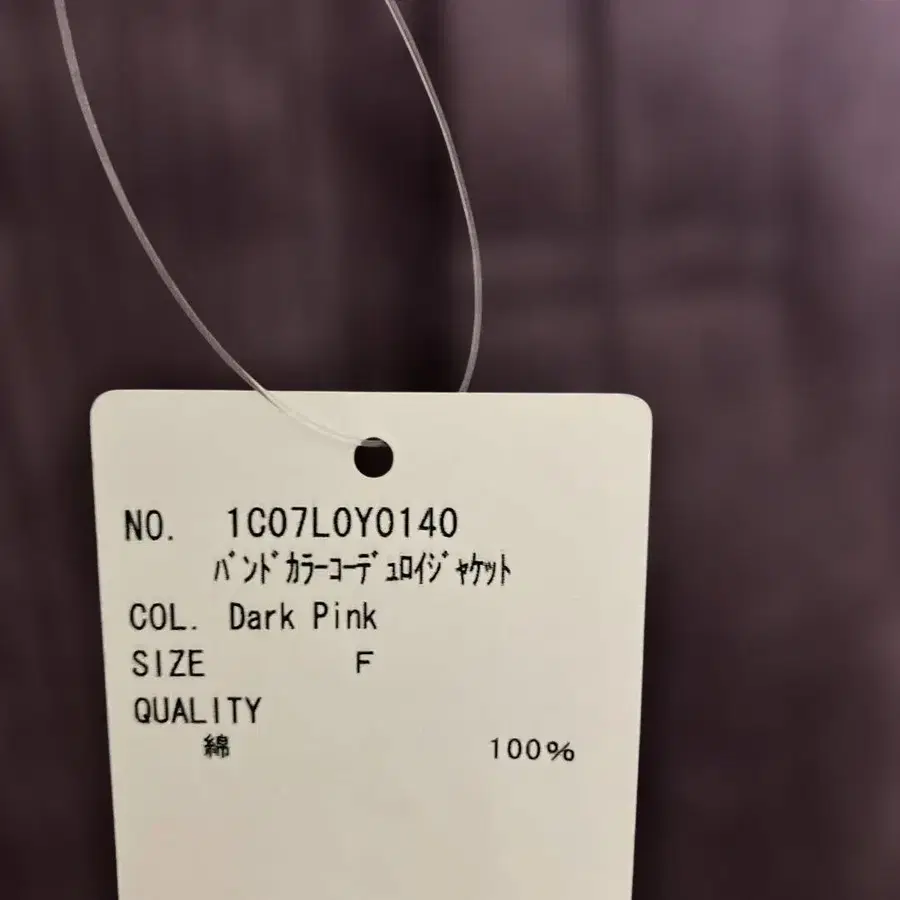 NO. 1C07L0Y0140
ﾊﾞﾝﾄﾞｶﾗｰｺｰﾃﾞｭﾛｲｼﾞｬｹｯﾄ
COL. Dark Pink
SIZE F
QUALITY
綿 100%